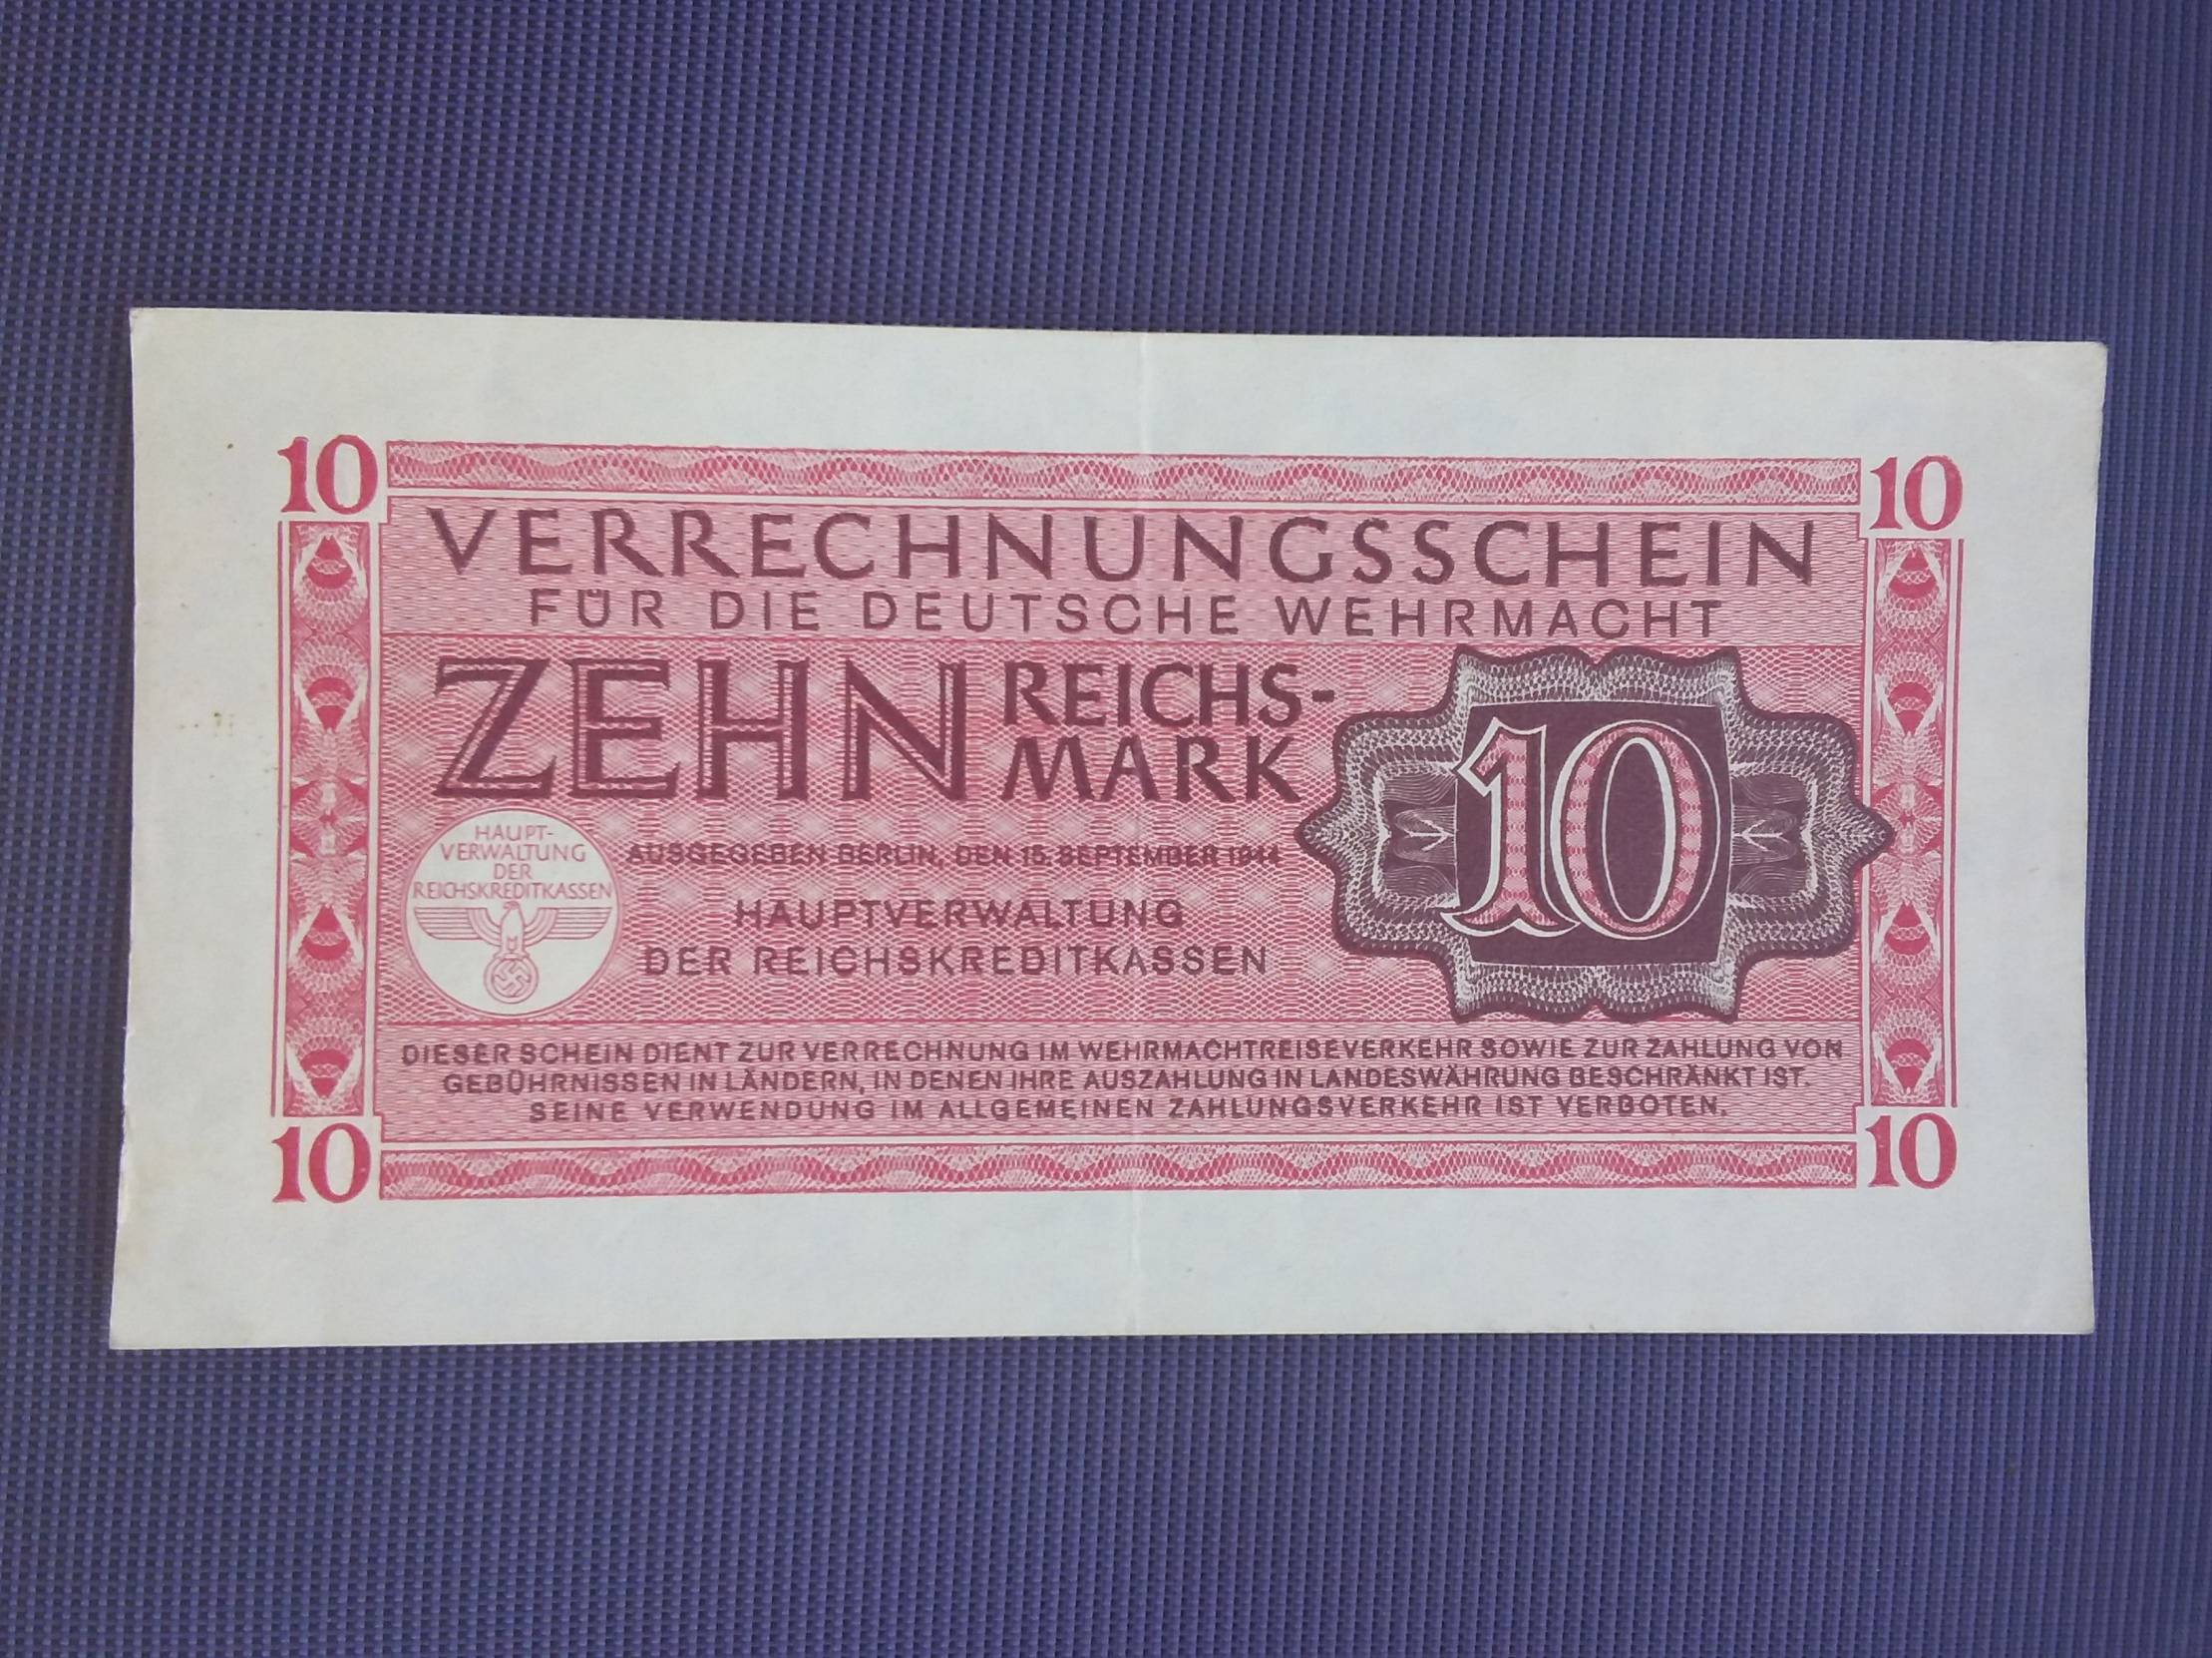 10
10
VERRECHNUNGSSCHEIN
FÜR DIE DEUTSCHE WEHRMACHT
ZEHN REICHS-
MARK
10
HAUPT-
VERWALTUNG
DER
REICHSKREDITKASSEN
AUSGEGEBEN BERLIN, DEN 15. SEPTEMBER 1944
HAUPTVERWALTUNG
DER REICHSKREDITKASSEN
DIESER SCHEIN DIENT ZUR VERRECHNUNG IM WEHRMACHTREISEVERKEHR SOWIE ZUR ZAHLUNG VON
GEBÜHRNISSEN IN LÄNDERN, IN DENEN IHRE AUSZAHLUNG IN LANDESWÄHRUNG BESCHRÄNKT IST.
SEINE VERWENDUNG IM ALLGEMEINEN ZAHLUNGSVERKEHR IST VERBOTEN.
10
10